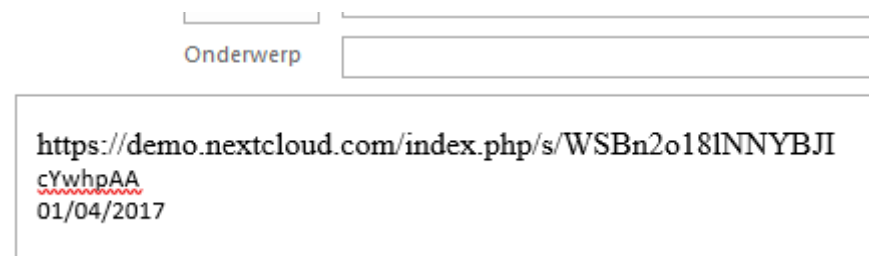 Onderwerp
https://demo.nextcloud.com/index.php/s/WSBn2o18lNNYBJI
cYwhpAA
01/04/2017